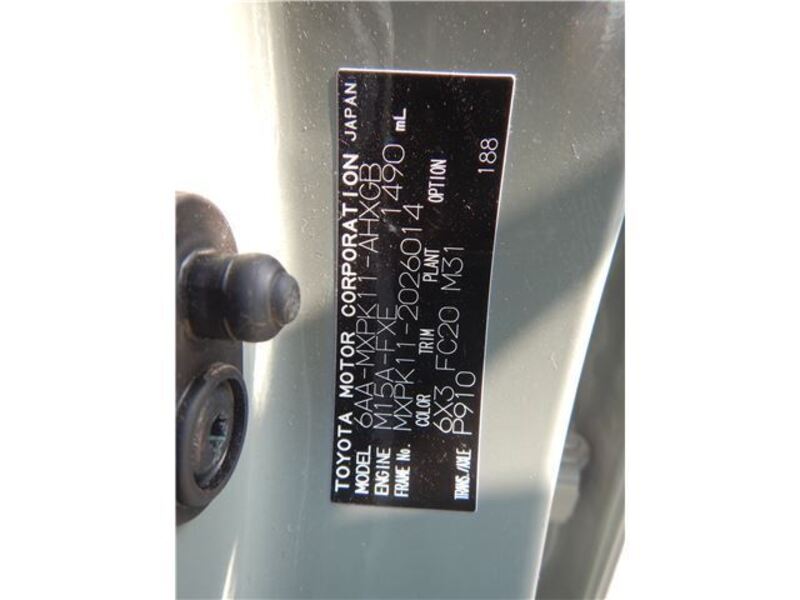 TOYOTA MOTOR CORPORATION JAPAN
MODEL 6AA-MXPK11-AHXGB
ENGINE M15A-FXE 1490 mL
FRAME No. MXPK11-2026014
COLOR TRIM PLANT OPTION
6X3 FC20 M31
TRANS./AXLE P910 188